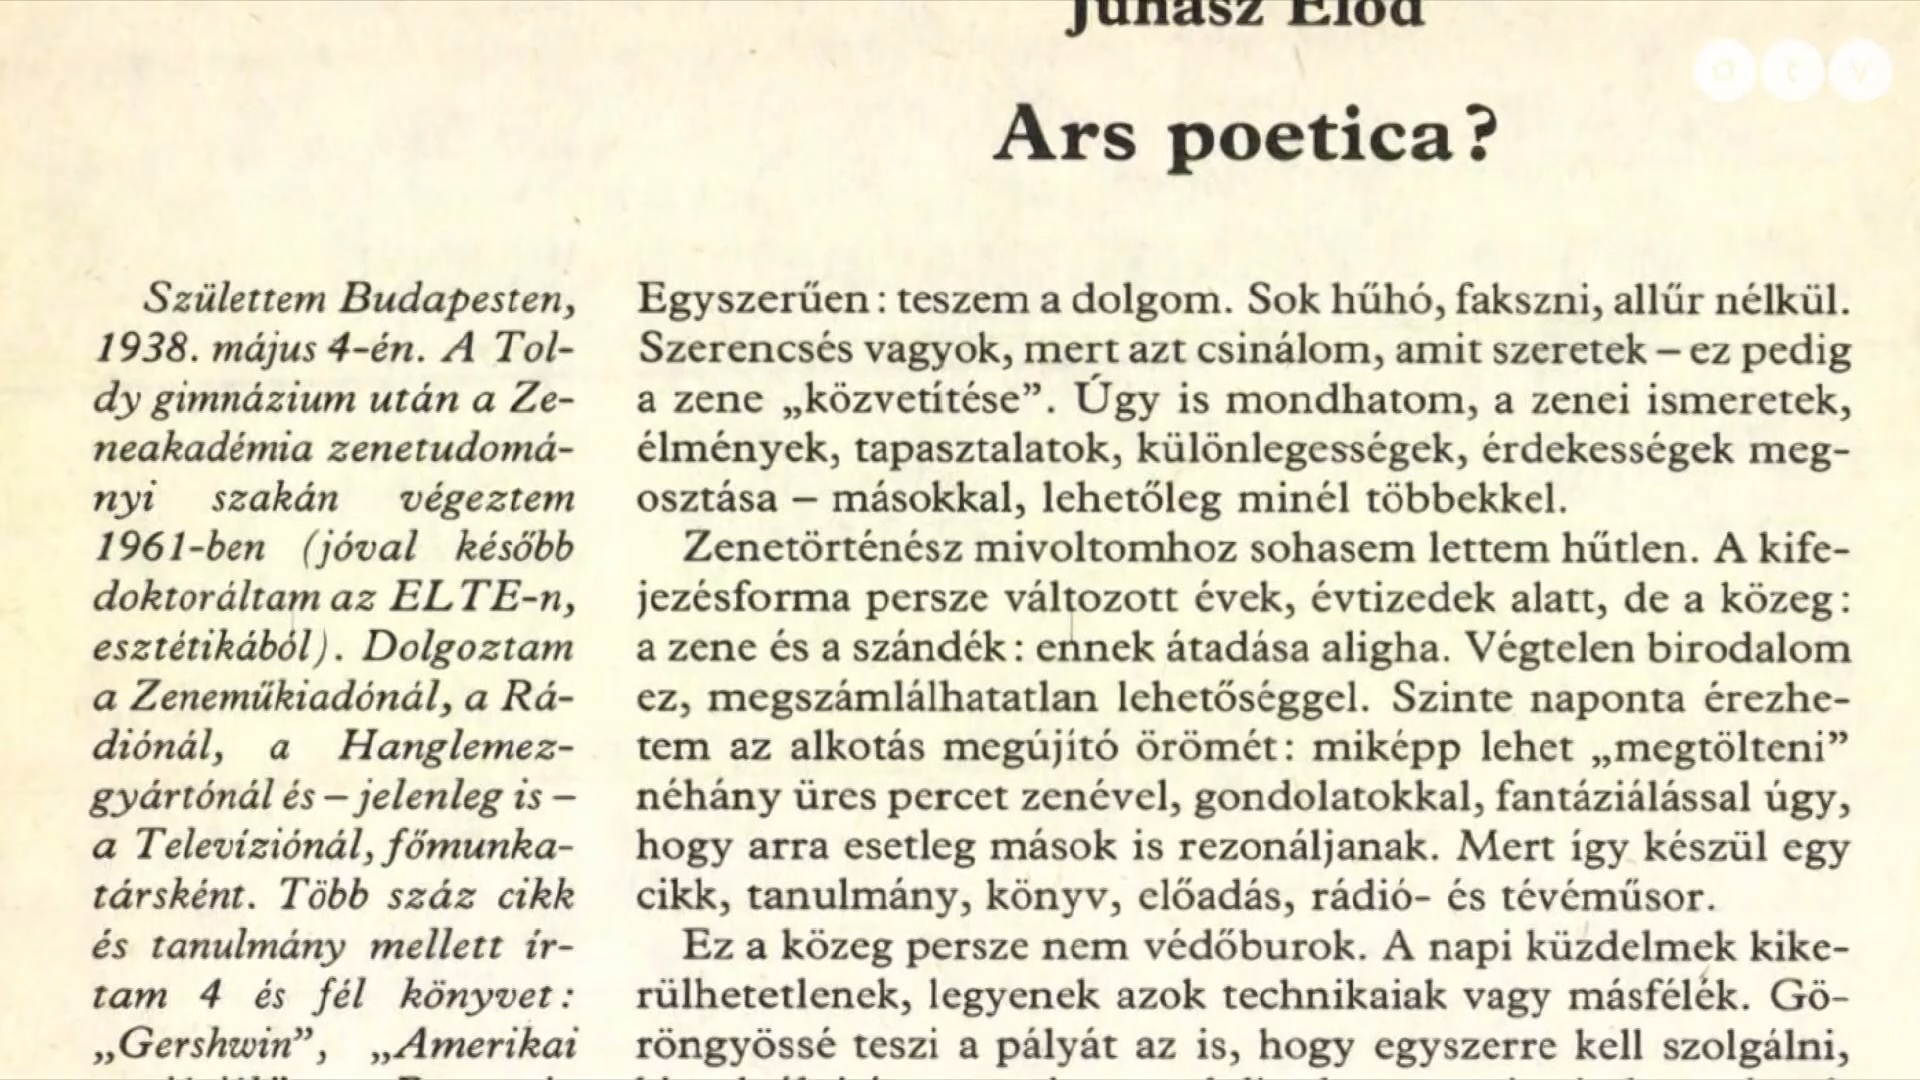 Juhász Előd
atv
Ars poetica?
Születtem Budapesten,
1938. május 4-én. A Tol-
dy gimnázium után a Ze-
neakadémia zenetudomá-
nyi szakán végeztem
1961-ben (jóval később
doktoráltam az ELTE-n,
esztétikából). Dolgoztam
a Zeneműkiadónál, a Rá-
diónál, a Hanglemez-
gyártónál és – jelenleg is –
a Televíziónál, főmunka-
társként. Több száz cikk
és tanulmány mellett ír-
tam 4 és fél könyvet:
„Gershwin”, „Amerikai
Egyszerűen: teszem a dolgom. Sok hűhó, fakszni, allűr nélkül.
Szerencsés vagyok, mert azt csinálom, amit szeretek – ez pedig
a zene „közvetítése”. Úgy is mondhatom, a zenei ismeretek,
élmények, tapasztalatok, különlegességek, érdekességek meg-
osztása – másokkal, lehetőleg minél többekkel.
Zenetörténész mivoltomhoz sohasem lettem hűtlen. A kife-
jezésforma persze változott évek, évtizedek alatt, de a közeg:
a zene és a szándék: ennek átadása aligha. Végtelen birodalom
ez, megszámlálhatatlan lehetőséggel. Szinte naponta érezhe-
tem az alkotás megújító örömét: miképp lehet „megtölteni”
néhány üres percet zenével, gondolatokkal, fantáziálással úgy,
hogy arra esetleg mások is rezonáljanak. Mert így készül egy
cikk, tanulmány, könyv, előadás, rádió- és tévéműsor.
Ez a közeg persze nem védőburok. A napi küzdelmek kike-
rülhetetlenek, legyenek azok technikaiak vagy másfélék. Gö-
röngyössé teszi a pályát az is, hogy egyszerre kell szolgálni,